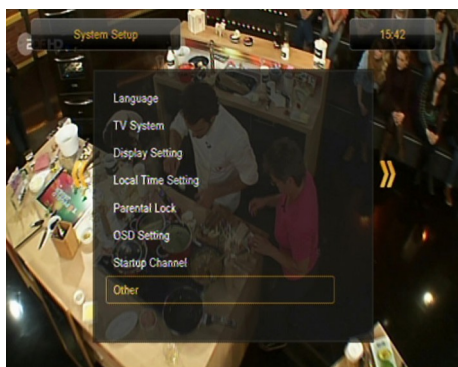 System Setup
15:42
Language
TV System
Display Setting
Local Time Setting
Parental Lock
OSD Setting
Startup Channel
Other